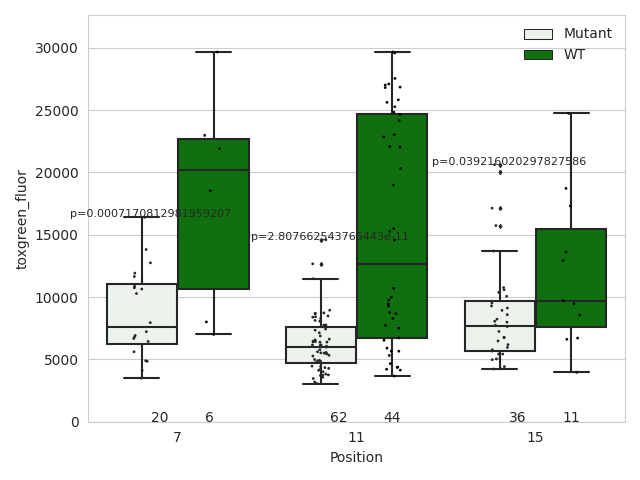 Mutant
WT
30000
25000
20000
15000
10000
5000
0
toxgreen_fluor
p=0.0007170812981959207
p=2.807662543766443e-11
p=0.039216020297827586
20 6 62 44 36 11
7 11 15
Position